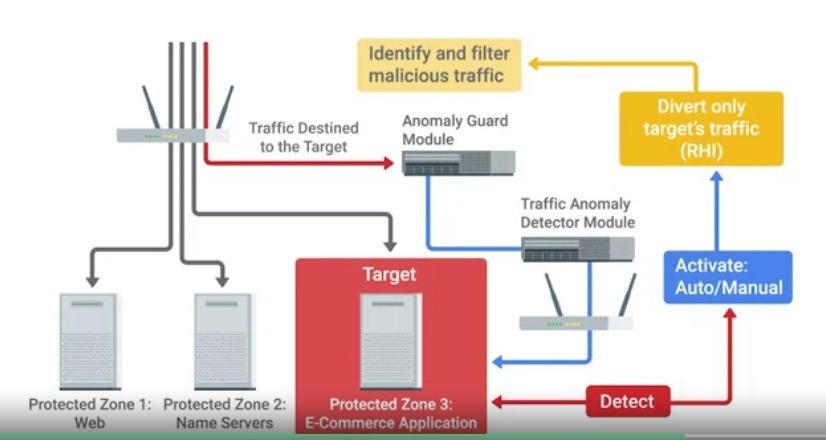 Identify and filter
malicious traffic
Divert only
target's traffic
(RHI)
Traffic Destined
to the Target
Anomaly Guard
Module
Traffic Anomaly
Detector Module
Activate:
Auto/Manual
Target
Detect
Protected Zone 1:
Web
Protected Zone 2:
Name Servers
Protected Zone 3:
E-Commerce Application